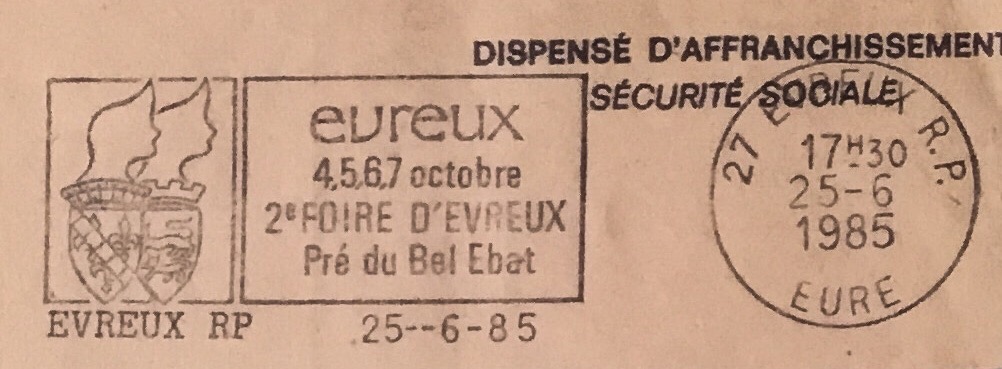 DISPENSÉ D'AFFRANCHISSEMENT
SÉCURITÉ SOCIALE
evreux
4,5,6,7 octobre
2e FOIRE D'EVREUX
Pré du Bel Ebat
EVREUX RP 25--6-85
27 EVREUX R.P.
17H30
25-6
1985
EURE